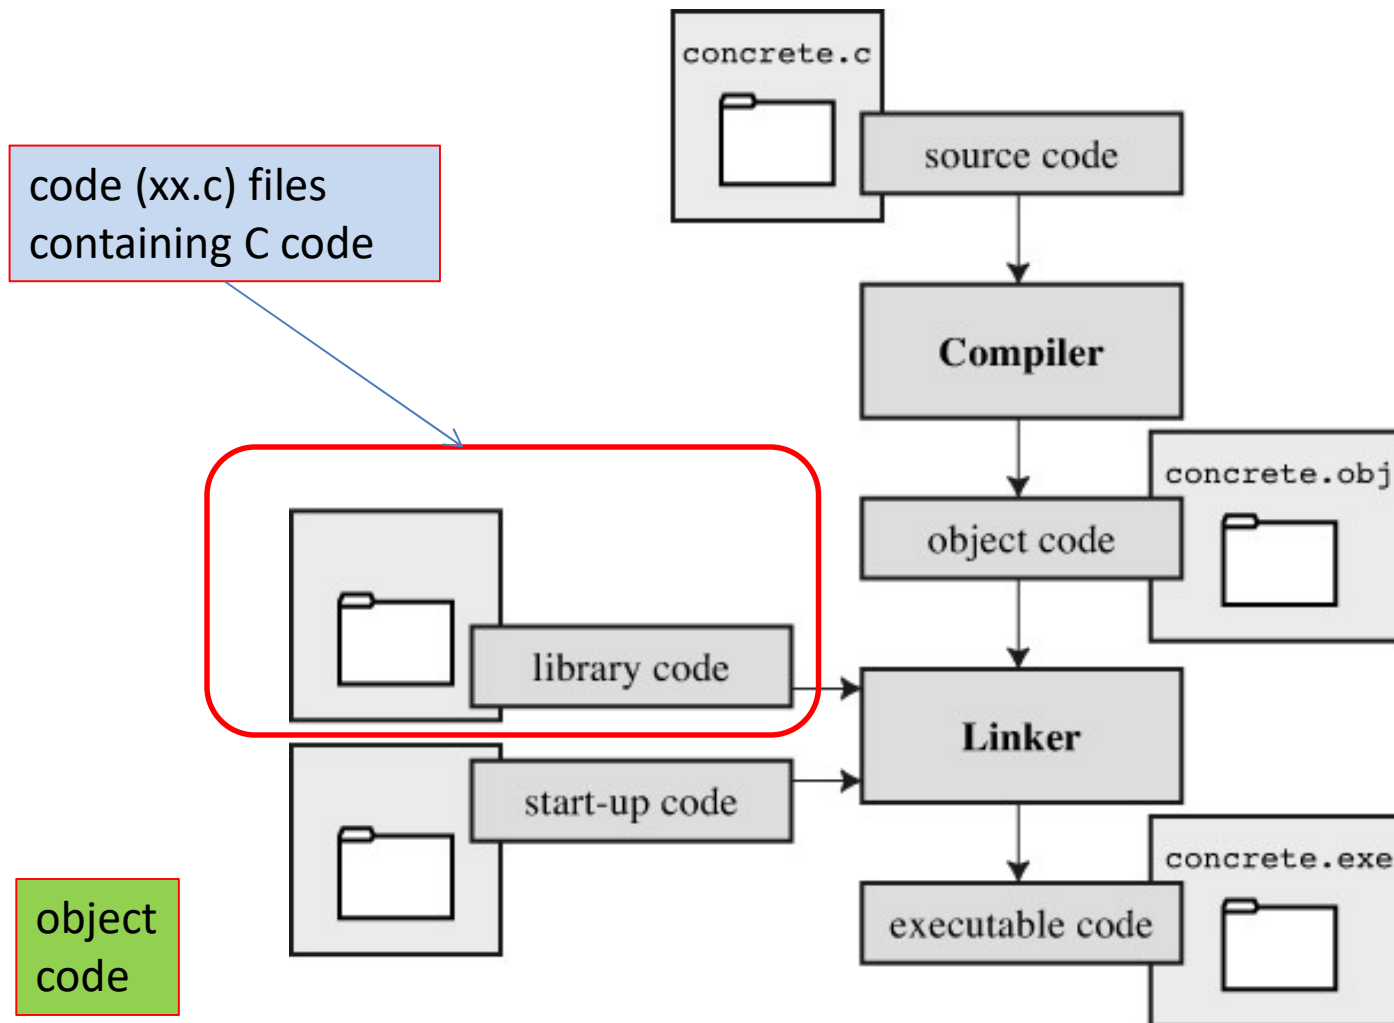 concrete.c
source code
code (xx.c) files
containing C code
Compiler
concrete.obj
object code
library code
Linker
start-up code
concrete.exe
executable code
object
code